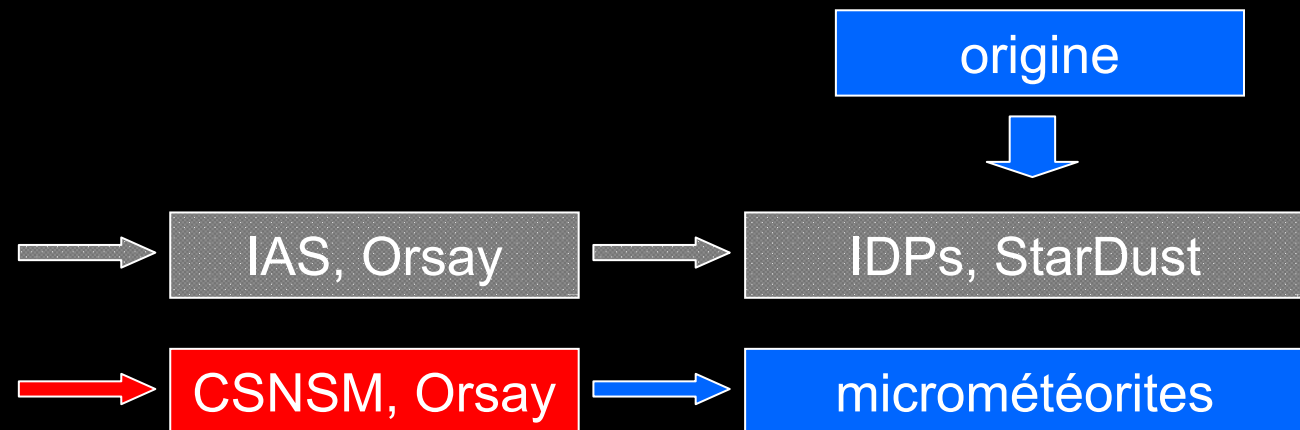 origine
IAS, Orsay
IDPs, StarDust
CSNSM, Orsay
micrométéorites